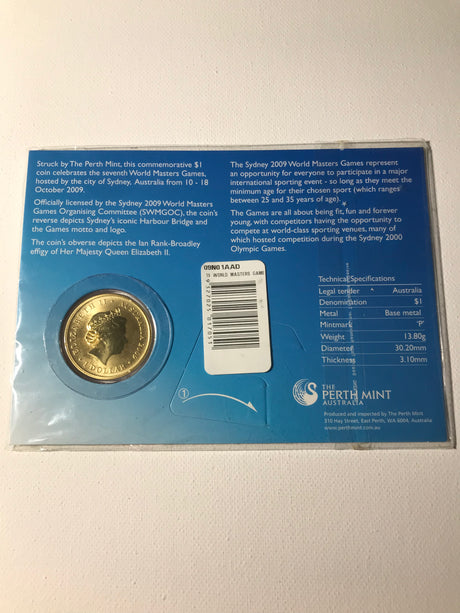 Struck by The Perth Mint, this commemorative $1
coin celebrates the seventh World Masters Games,
hosted by the city of Sydney, Australia from 10 - 18
October 2009.
Officially licensed by the Sydney 2009 World Masters
Games Organising Committee (SWMGOC), the coin's
reverse depicts Sydney's iconic Harbour Bridge and
the Games motto and logo.
The coin's obverse depicts the Ian Rank-Broadley
effigy of Her Majesty Queen Elizabeth II.
The Sydney 2009 World Masters Games represent
an opportunity for everyone to participate in a major
international sporting event - so long as they meet the
minimum age for their chosen sport (which ranges
between 25 and 35 years of age).
The Games are all about being fit, fun and forever
young, with competitors having the opportunity to
compete at world-class sporting venues, many of
which hosted competition during the Sydney 2000
Olympic Games.
09N01AAD
WORLD MASTERS GAME
Technical Specifications
Legal tender Australia
Denomination $1
Metal Base metal
Mintmark 'P'
Weight 13.80g
Diameter 30.20mm
Thickness 3.10mm
ELIZABETH II
1 DOLLAR
1
THE
PERTH MINT
AUSTRALIA
Produced and inspected by The Perth Mint
310 Hay Street, East Perth, WA 6004, Australia
www.perthmint.com.au